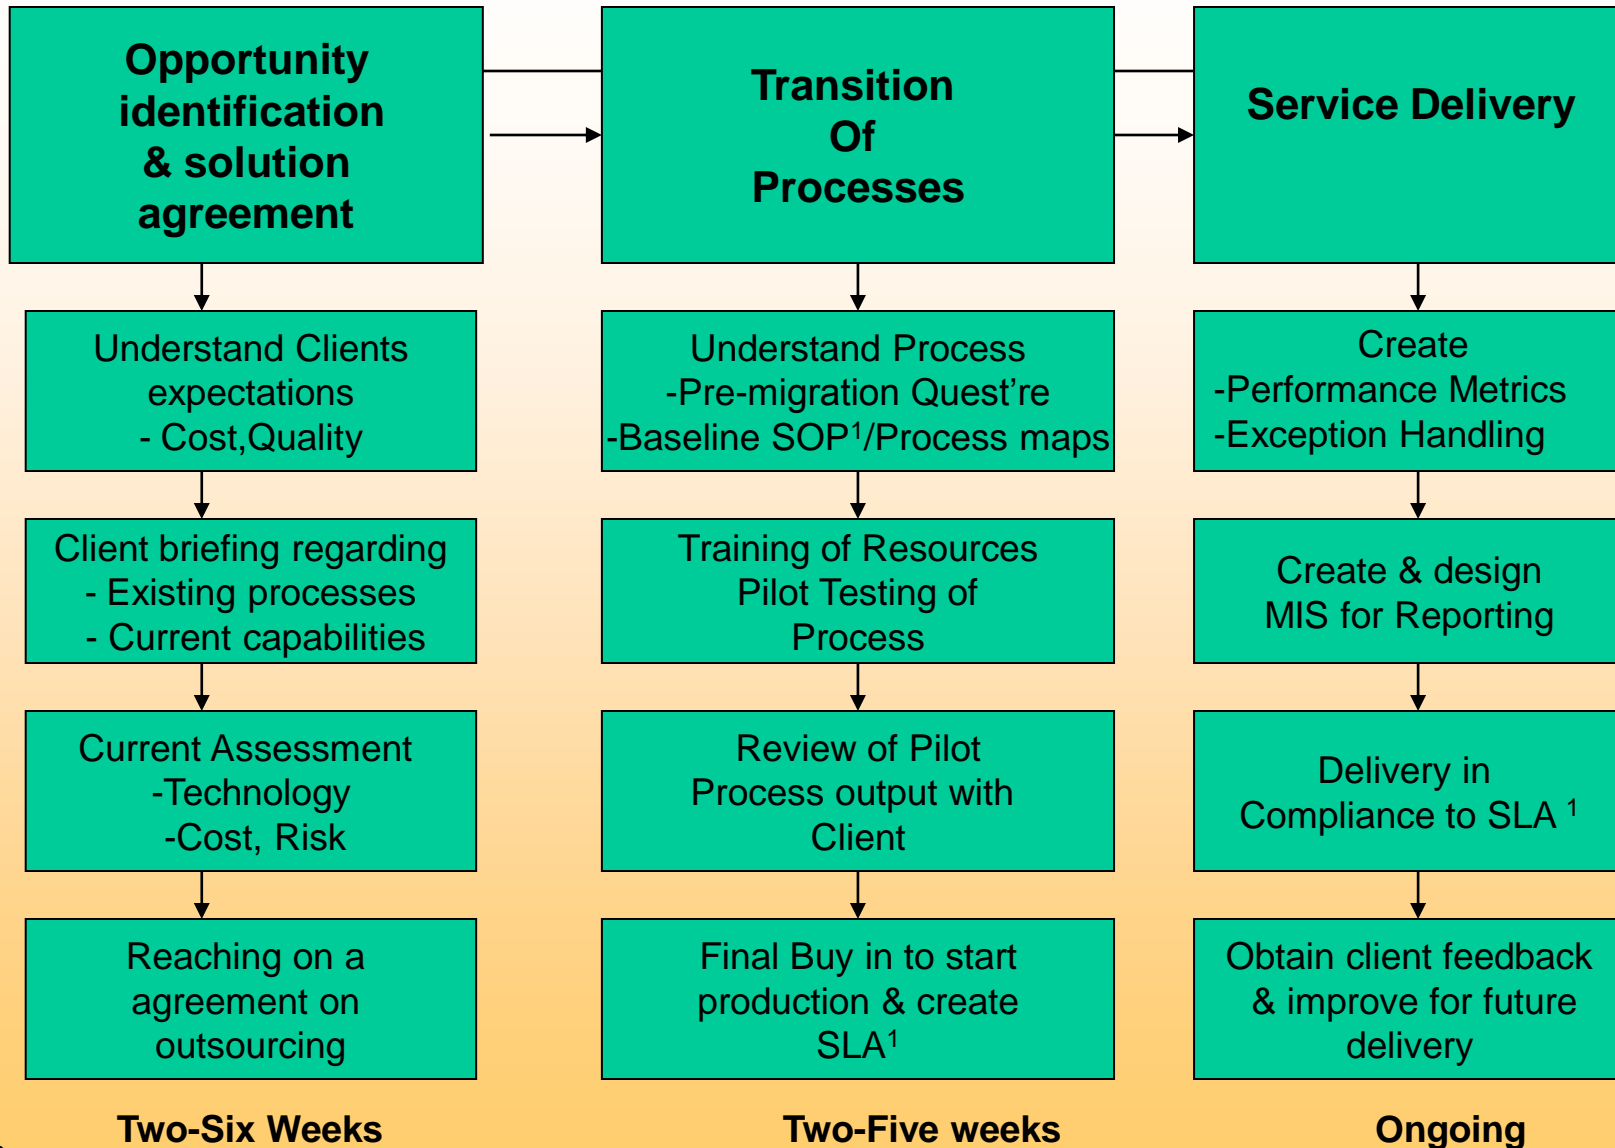 Opportunity
identification
& solution
agreement
Transition
Of
Processes
Service Delivery
Understand Clients
expectations
- Cost,Quality
Understand Process
-Pre-migration Quest’re
-Baseline SOP¹/Process maps
Create
-Performance Metrics
-Exception Handling
Client briefing regarding
- Existing processes
- Current capabilities
Training of Resources
Pilot Testing of
Process
Create & design
MIS for Reporting
Current Assessment
-Technology
-Cost, Risk
Review of Pilot
Process output with
Client
Delivery in
Compliance to SLA ¹
Reaching on a
agreement on
outsourcing
Final Buy in to start
production & create
SLA¹
Obtain client feedback
& improve for future
delivery
Two-Six Weeks
Two-Five weeks
Ongoing